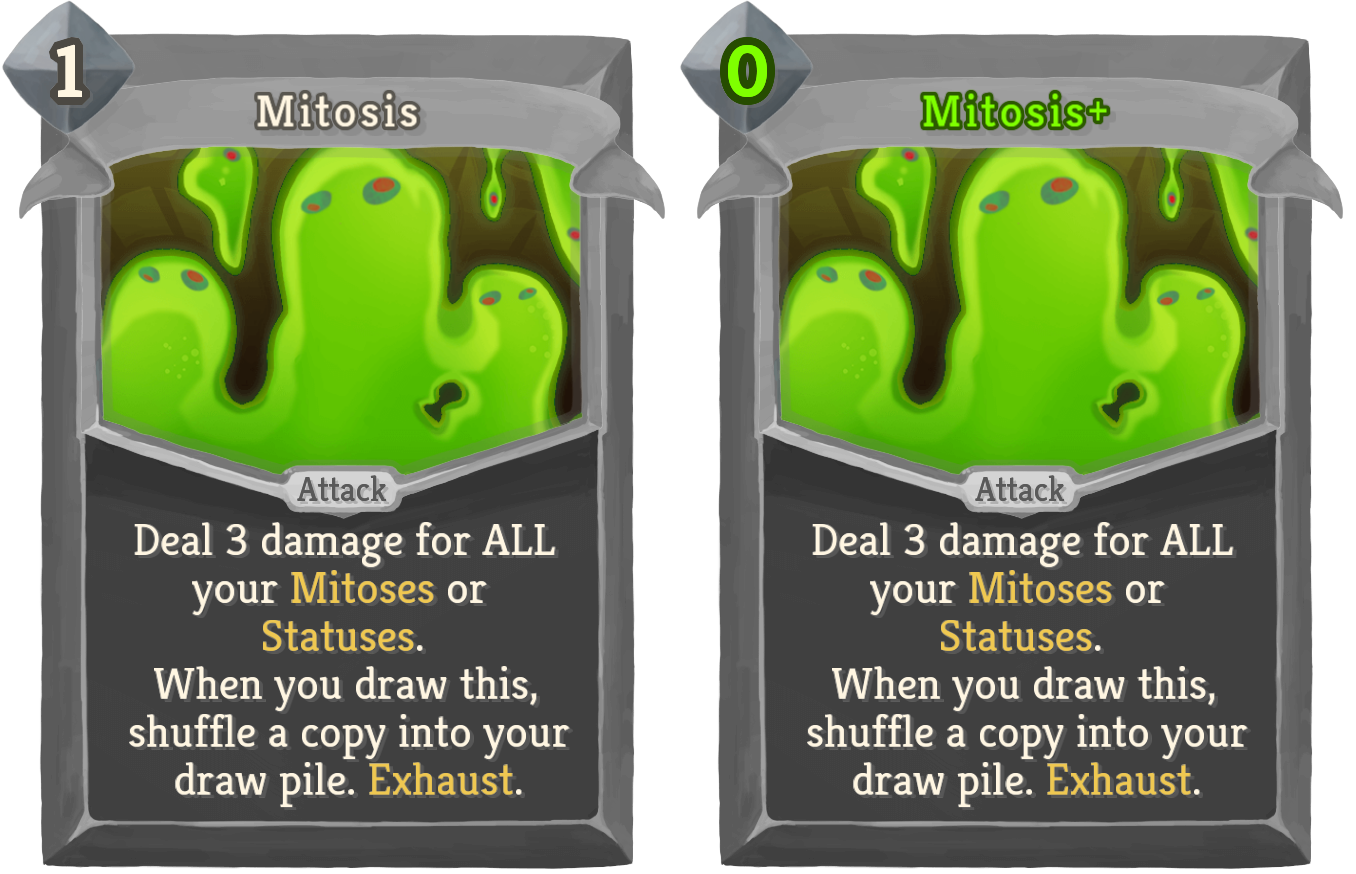 1
Mitosis
Attack
Deal 3 damage for ALL
your Mitoses or
Statuses.
When you draw this,
shuffle a copy into your
draw pile. Exhaust.
0
Mitosis+
Attack
Deal 3 damage for ALL
your Mitoses or
Statuses.
When you draw this,
shuffle a copy into your
draw pile. Exhaust.